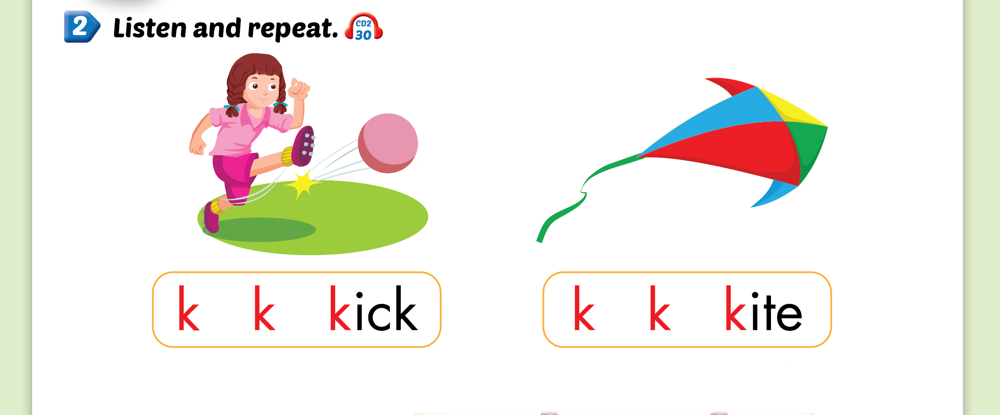 2 Listen and repeat. CD2 30
k k kick
k k kite